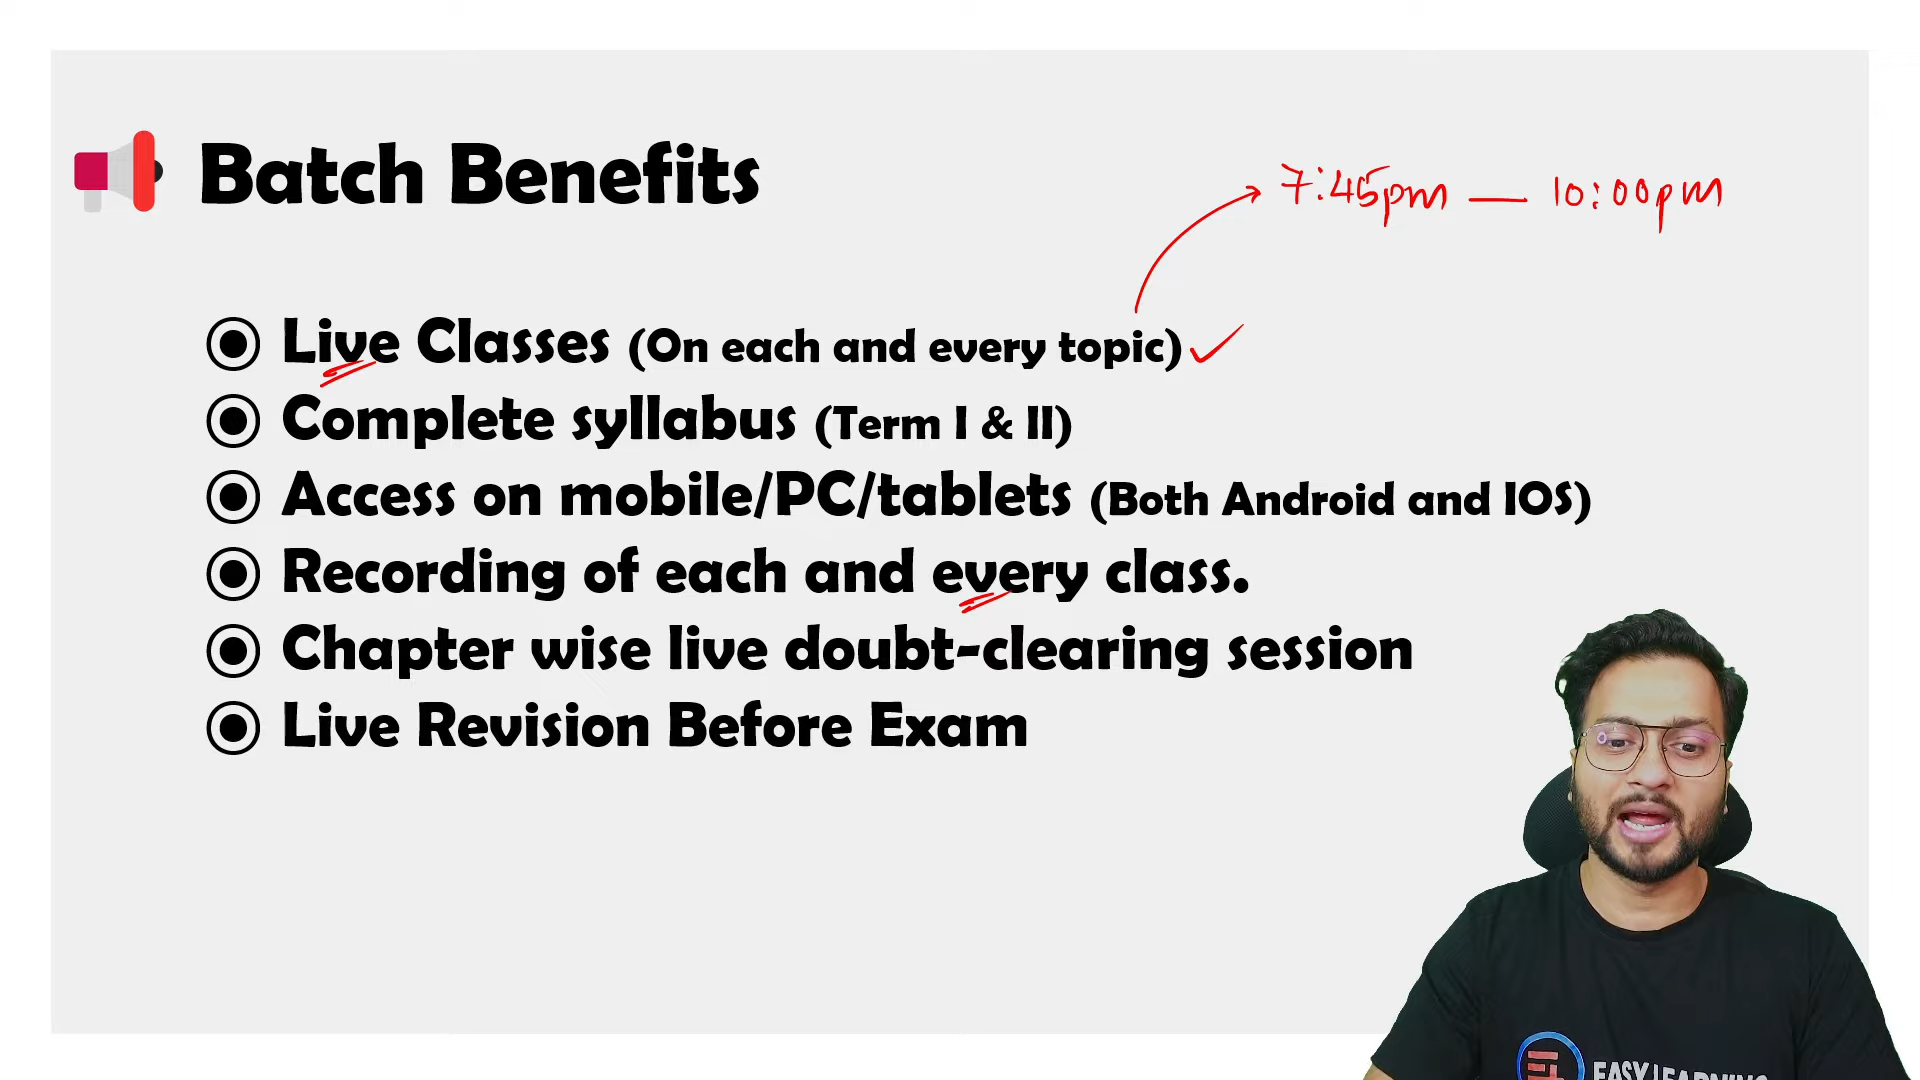 Batch Benefits
7:45pm — 10:00pm
Live Classes (On each and every topic)
Complete syllabus (Term I & II)
Access on mobile/PC/tablets (Both Android and IOS)
Recording of each and every class.
Chapter wise live doubt-clearing session
Live Revision Before Exam
EASY LEARNING